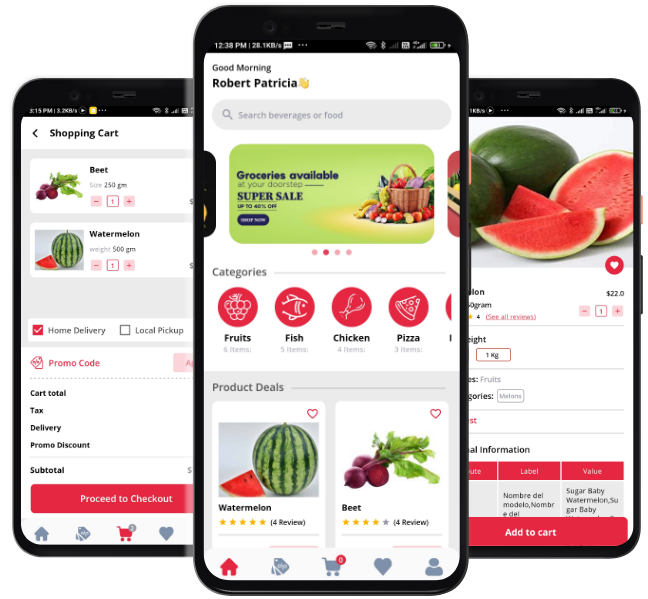 3:15 PM | 3.2KB/s
Shopping Cart
Beet
Size 250 gm
1
Watermelon
weight 500 gm
1
Home Delivery
Local Pickup
Promo Code
Cart total
Tax
Delivery
Promo Discount
Subtotal
$
Proceed to Checkout
12:38 PM | 28.1KB/s
Good Morning
Robert Patricia👋
Search beverages or food
Groceries available
at your doorstep
SUPER SALE
UP TO 40% OFF
SHOP NOW
Categories
Fruits
Fish
Chicken
Pizza
6 Items:
5 Items:
4 Items:
3 Items:
Product Deals
Watermelon
(4 Review)
Beet
(4 Review)
0
1KB/s
lon
$22.0
0gram
4 (See all reviews)
1
eight
1 Kg
es: Fruits
gories: Melons
st
al Information
ute
Label
Value
Nombre del
modelo,Nombr
e del
Sugar Baby
Watermelon,Su
gar Baby
Add to cart